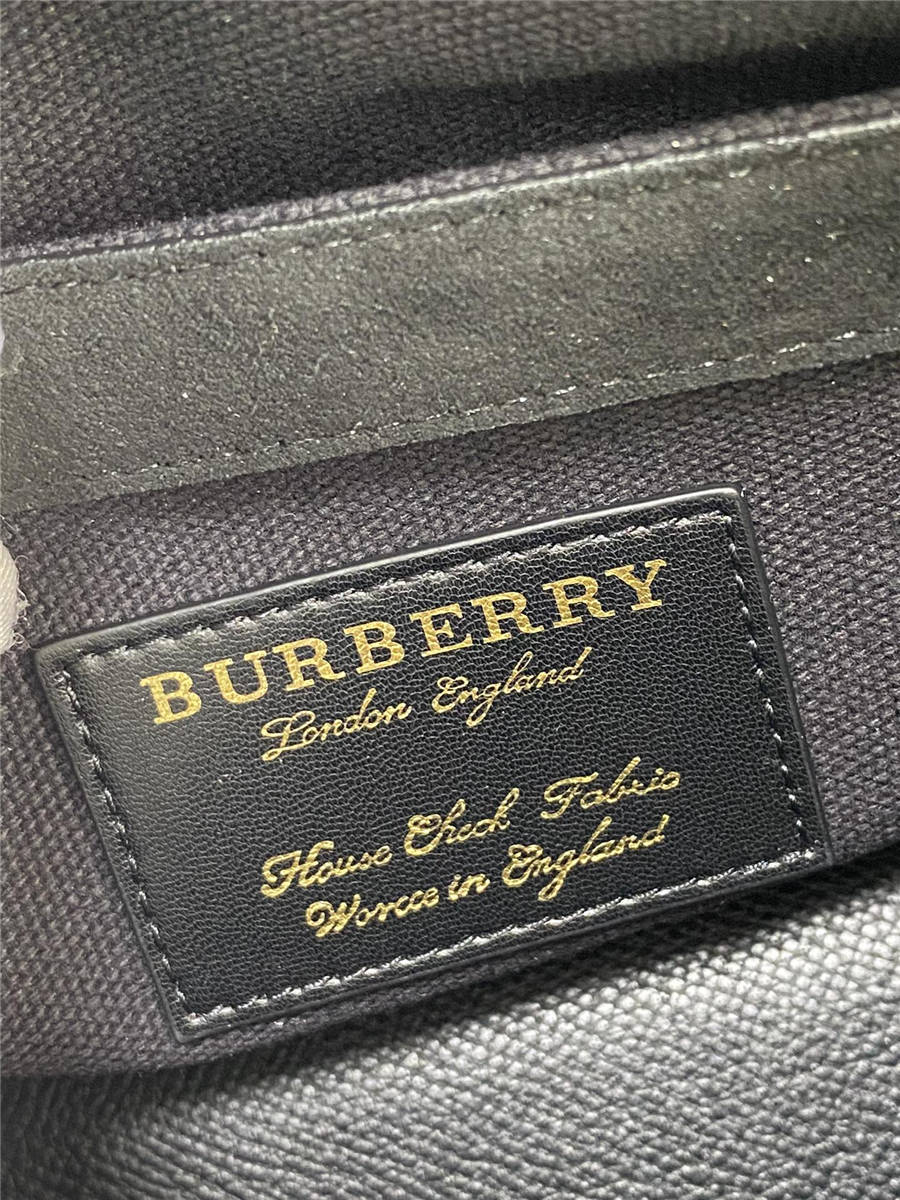 BURBERRY
London England
House Check Fabric
Woven in England